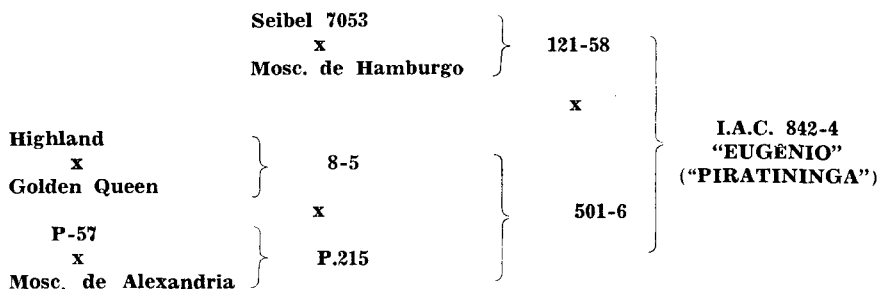 Seibel 7053
x
Mosc. de Hamburgo
121-58
x
Highland
x
Golden Queen
8-5
x
P-57
x
Mosc. de Alexandria
P.215
501-6
I.A.C. 842-4
“EUGÊNIO”
(“PIRATININGA”)